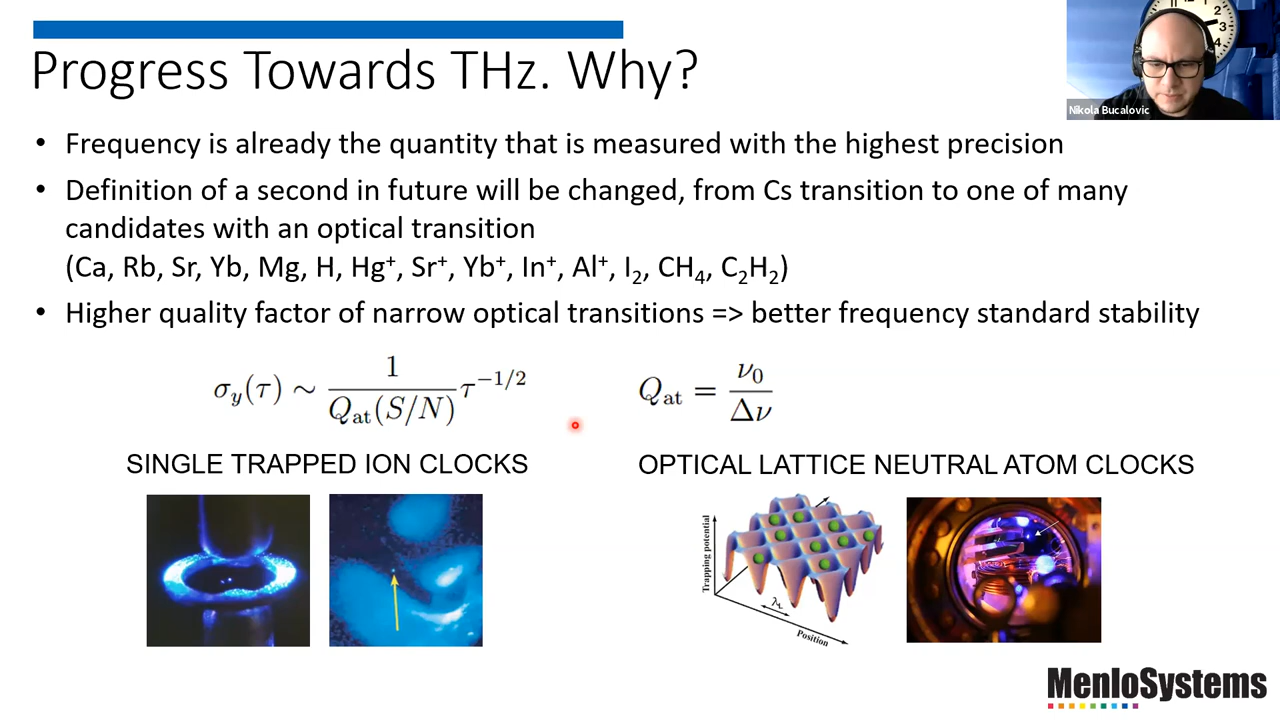 Progress Towards THz. Why?
2
3
4
Nikola Bucalovic
• Frequency is already the quantity that is measured with the highest precision
• Definition of a second in future will be changed, from Cs transition to one of many
candidates with an optical transition
(Ca, Rb, Sr, Yb, Mg, H, Hg⁺, Sr⁺, Yb⁺, In⁺, Al⁺, I₂, CH₄, C₂H₂)
• Higher quality factor of narrow optical transitions => better frequency standard stability
σ_y(τ) ∼ 1 / Q_at(S/N) τ^−1/2
Q_at = ν₀ / Δν
SINGLE TRAPPED ION CLOCKS
OPTICAL LATTICE NEUTRAL ATOM CLOCKS
Trapping potential
Position
MenloSystems